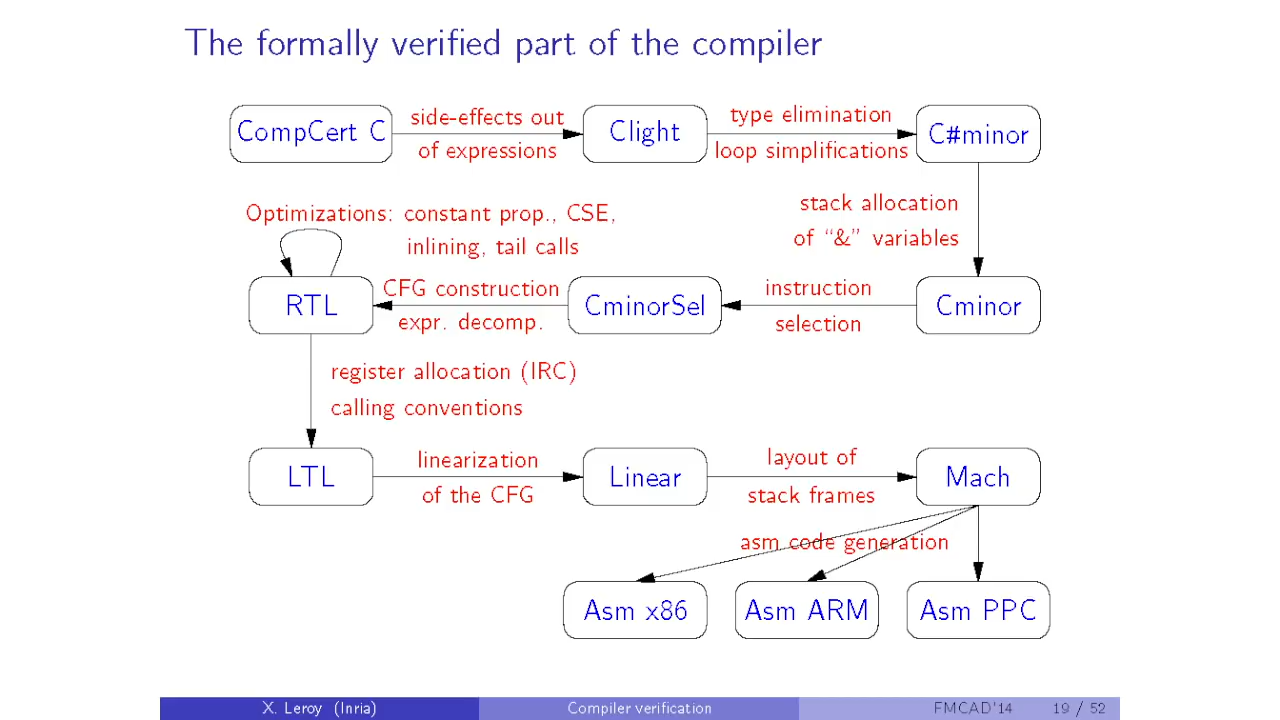 The formally verified part of the compiler
CompCert C
side-effects out
of expressions
Clight
type elimination
loop simplifications
C#minor
stack allocation
of “&” variables
Optimizations: constant prop., CSE,
inlining, tail calls
RTL
CFG construction
expr. decomp.
CminorSel
instruction
selection
Cminor
register allocation (IRC)
calling conventions
LTL
linearization
of the CFG
Linear
layout of
stack frames
Mach
asm code generation
Asm x86
Asm ARM
Asm PPC
X. Leroy (Inria)
Compiler verification
FMCAD'14
19 / 52